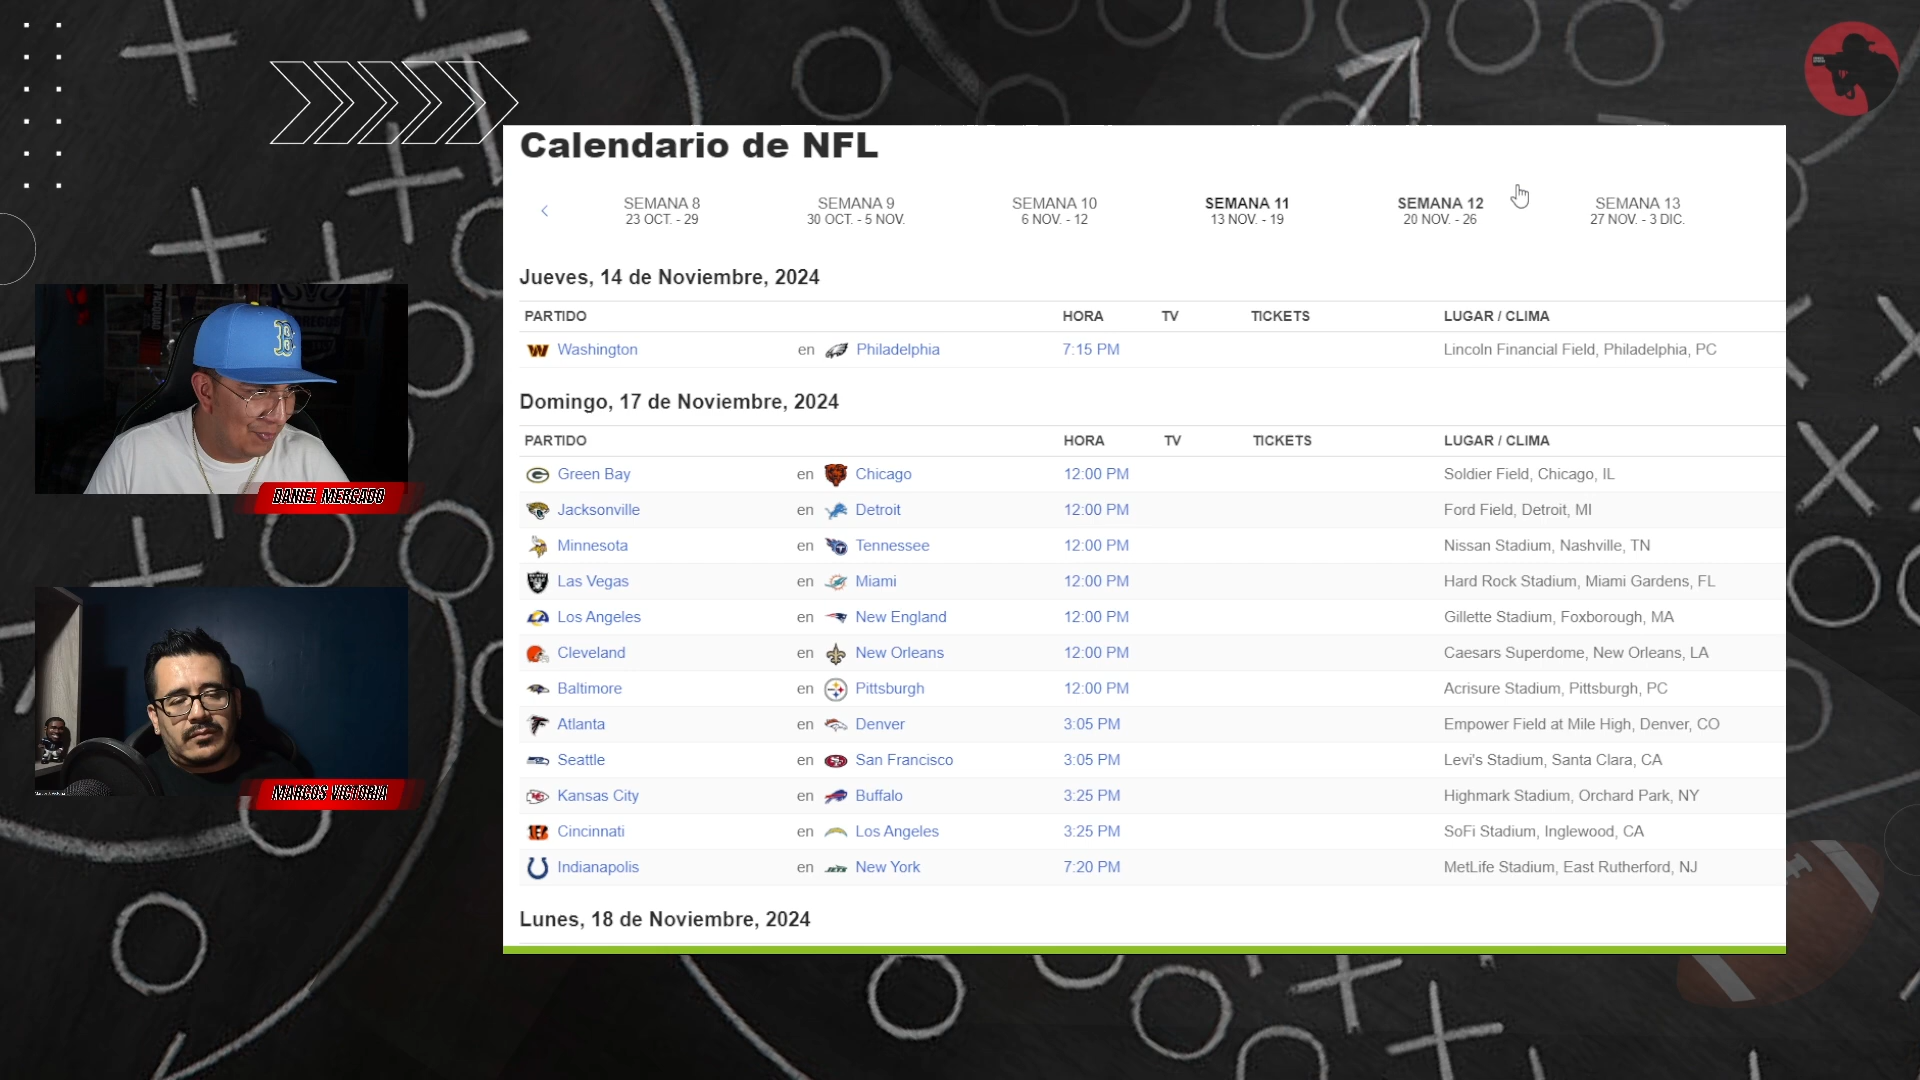 Calendario de NFL
SEMANA 8 SEMANA 9 SEMANA 10 SEMANA 11 SEMANA 12 SEMANA 13
23 OCT. - 29 30 OCT. - 5 NOV. 6 NOV. - 12 13 NOV. - 19 20 NOV. - 26 27 NOV. - 3 DIC.
Jueves, 14 de Noviembre, 2024
PARTIDO HORA TV TICKETS LUGAR / CLIMA
Washington en Philadelphia 7:15 PM Lincoln Financial Field, Philadelphia, PC
Domingo, 17 de Noviembre, 2024
PARTIDO HORA TV TICKETS LUGAR / CLIMA
Green Bay en Chicago 12:00 PM Soldier Field, Chicago, IL
Jacksonville en Detroit 12:00 PM Ford Field, Detroit, MI
Minnesota en Tennessee 12:00 PM Nissan Stadium, Nashville, TN
Las Vegas en Miami 12:00 PM Hard Rock Stadium, Miami Gardens, FL
Los Angeles en New England 12:00 PM Gillette Stadium, Foxborough, MA
Cleveland en New Orleans 12:00 PM Caesars Superdome, New Orleans, LA
Baltimore en Pittsburgh 12:00 PM Acrisure Stadium, Pittsburgh, PC
Atlanta en Denver 3:05 PM Empower Field at Mile High, Denver, CO
Seattle en San Francisco 3:05 PM Levi's Stadium, Santa Clara, CA
Kansas City en Buffalo 3:25 PM Highmark Stadium, Orchard Park, NY
Cincinnati en Los Angeles 3:25 PM SoFi Stadium, Inglewood, CA
Indianapolis en New York 7:20 PM MetLife Stadium, East Rutherford, NJ
Lunes, 18 de Noviembre, 2024
DANIEL MERCADO
MARCOS VICTORIA